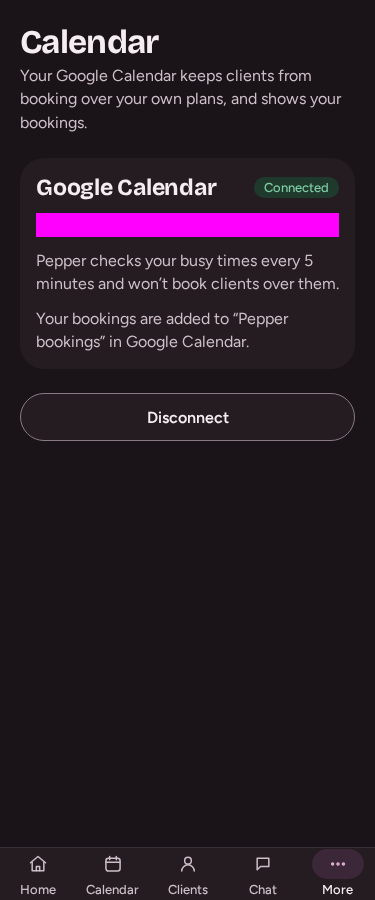 Calendar
Your Google Calendar keeps clients from
booking over your own plans, and shows your
bookings.
Google Calendar
Connected
Pepper checks your busy times every 5
minutes and won’t book clients over them.
Your bookings are added to “Pepper
bookings” in Google Calendar.
Disconnect
Home
Calendar
Clients
Chat
More